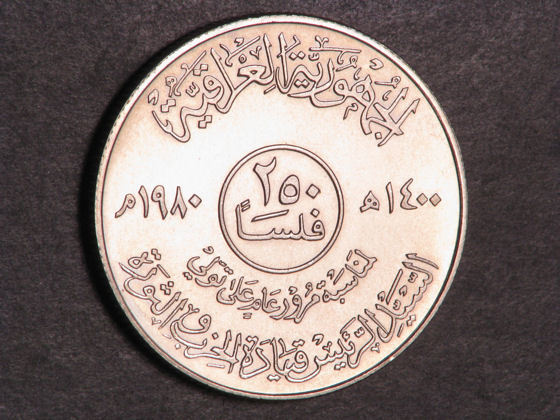 الجمهورية العراقية
١٤٠٠هـ
٢٥٠
فلساً
١٩٨٠م
لمناسبة مرور عام على تولي
السيد الرئيس قيادة الحزب والثورة